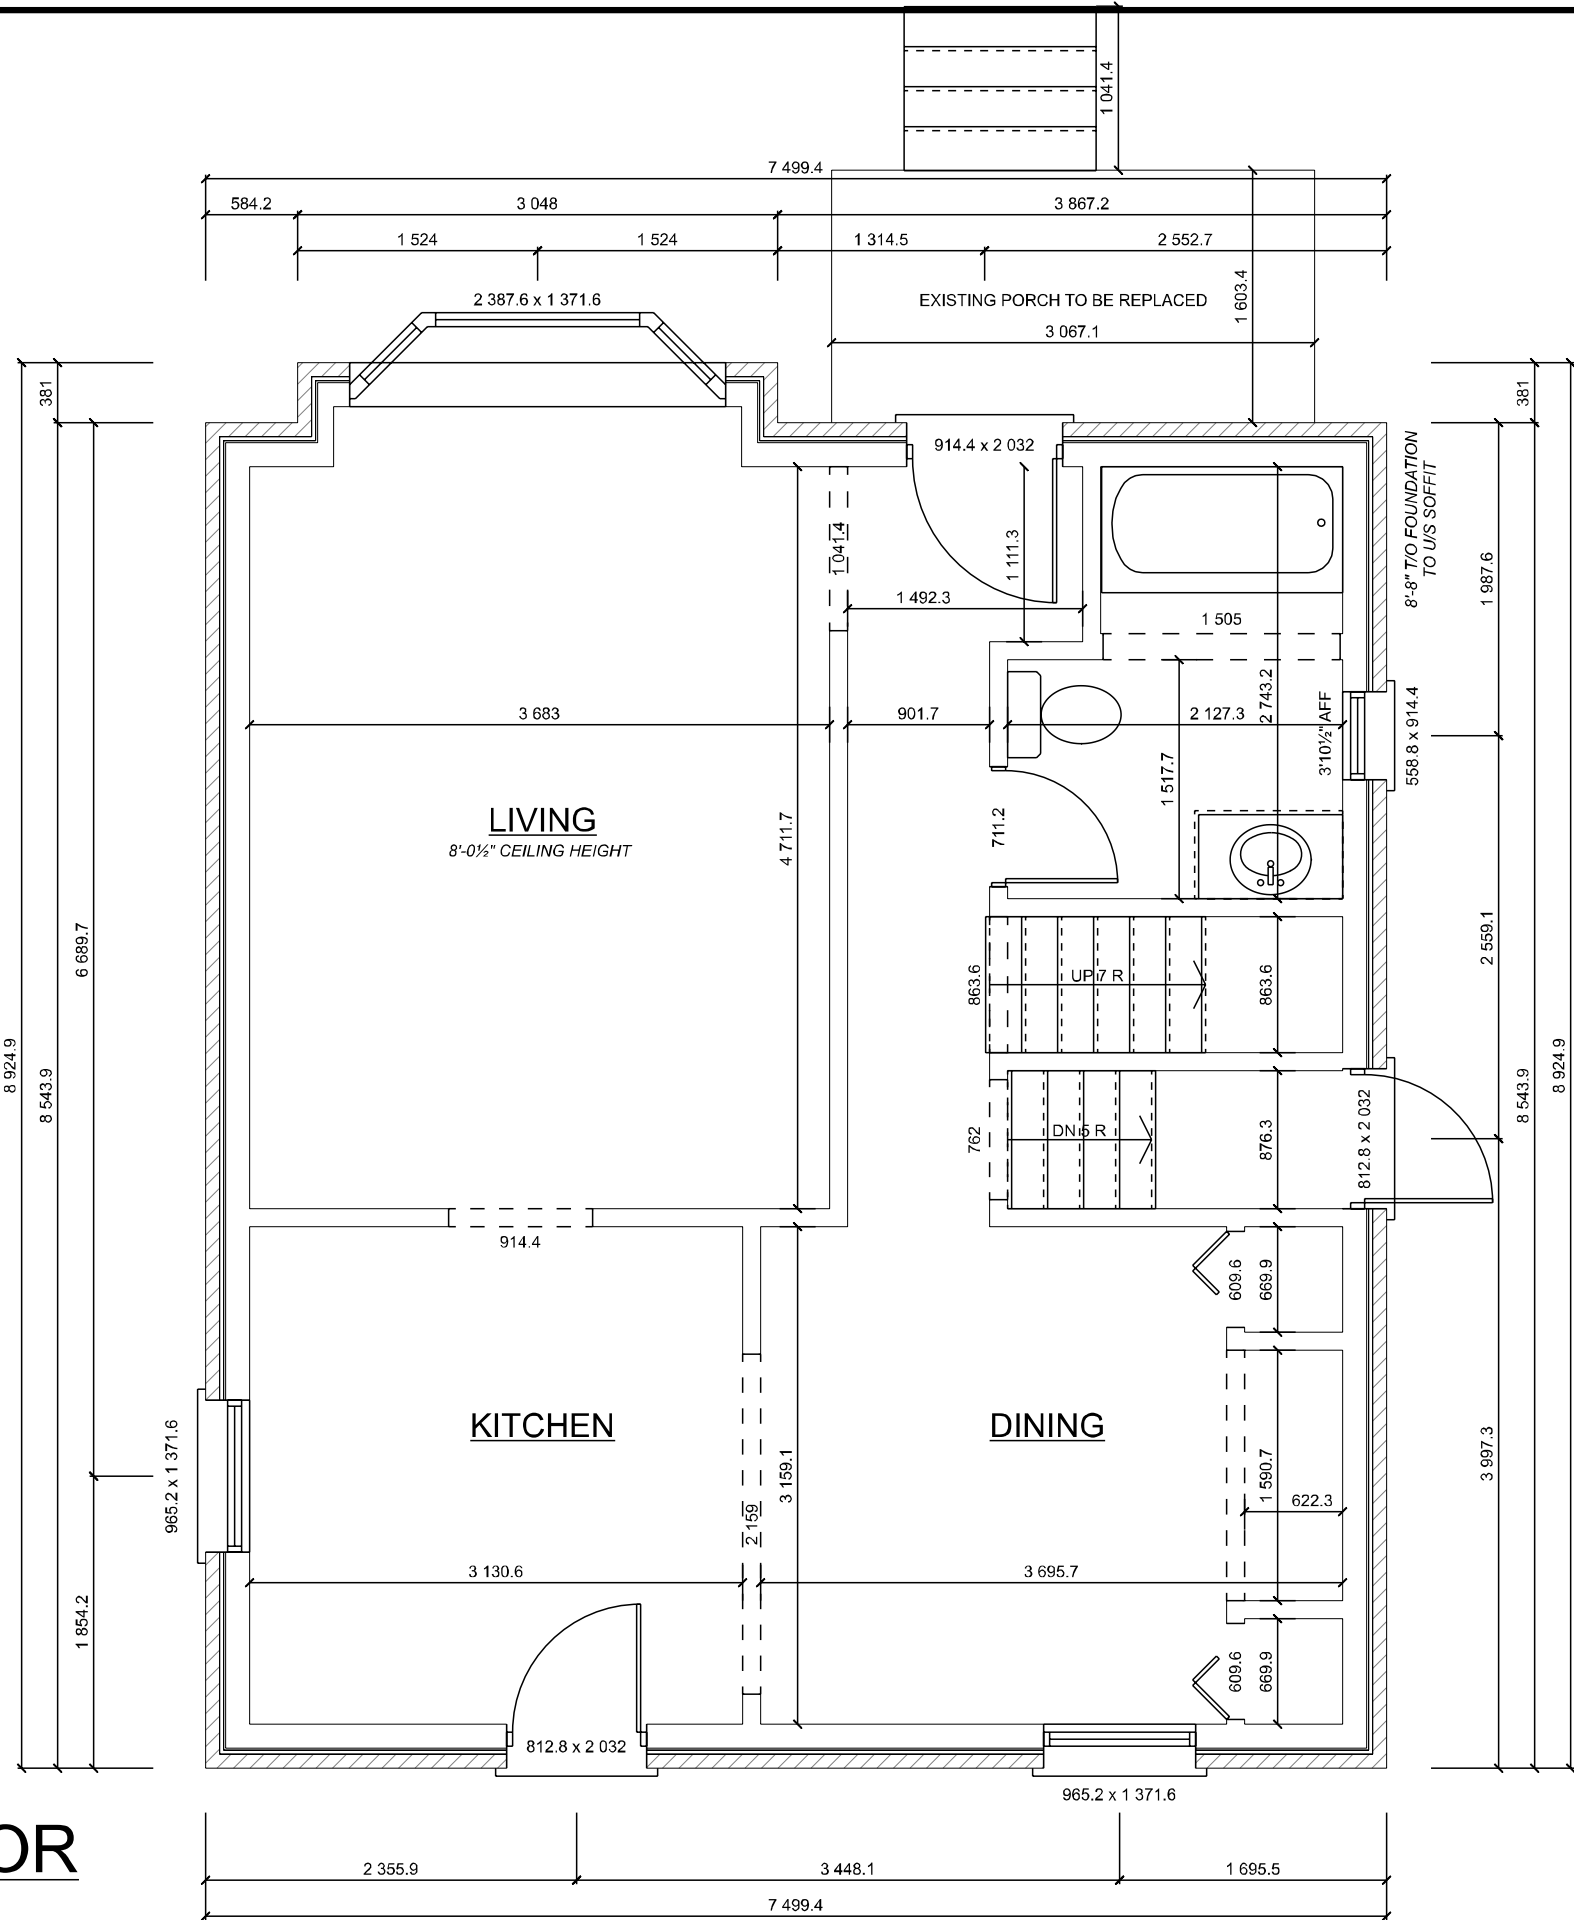 1 041.4
7 499.4
584.2
3 048
3 867.2
1 524
1 524
1 314.5
2 552.7
2 387.6 x 1 371.6
EXISTING PORCH TO BE REPLACED
1 603.4
3 067.1
381
381
914.4 x 2 032
8'-8" T/O FOUNDATION
TO U/S SOFFIT
1 041.4
1 111.3
1 987.6
1 492.3
1 505
3 683
901.7
2 127.3
2 743.2
3'10½" AFF
558.8 x 914.4
1 517.7
LIVING
8'-0½" CEILING HEIGHT
4 711.7
711.2
6 689.7
2 559.1
863.6
UP 7 R
863.6
8 924.9
8 543.9
8 543.9
8 924.9
762
DN 5 R
876.3
812.8 x 2 032
914.4
609.6
669.9
KITCHEN
DINING
965.2 x 1 371.6
3 159.1
2 159
1 590.7
622.3
3 997.3
3 130.6
3 695.7
1 854.2
609.6
669.9
812.8 x 2 032
965.2 x 1 371.6
OR
2 355.9
3 448.1
1 695.5
7 499.4